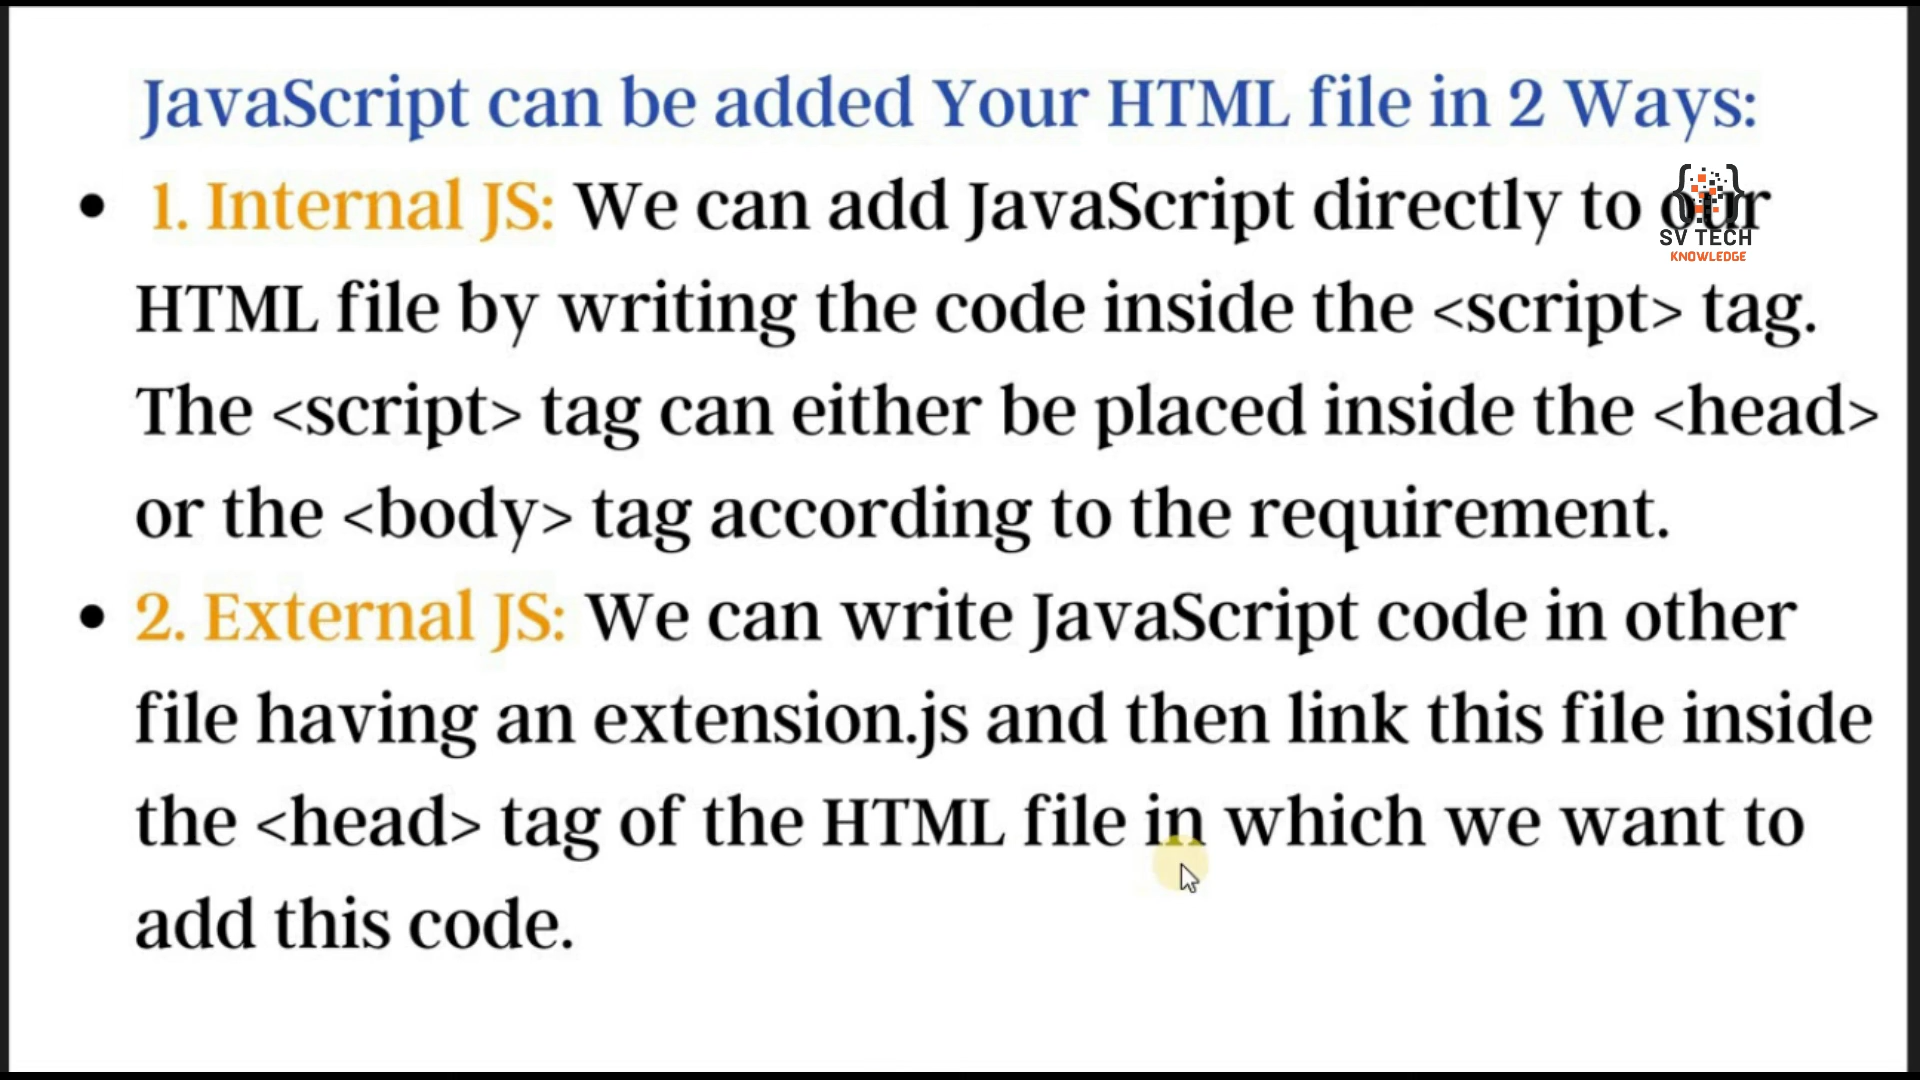 JavaScript can be added Your HTML file in 2 Ways:
• 1. Internal JS: We can add JavaScript directly to our
SV TECH
KNOWLEDGE
HTML file by writing the code inside the <script> tag.
The <script> tag can either be placed inside the <head>
or the <body> tag according to the requirement.
• 2. External JS: We can write JavaScript code in other
file having an extension.js and then link this file inside
the <head> tag of the HTML file in which we want to
add this code.